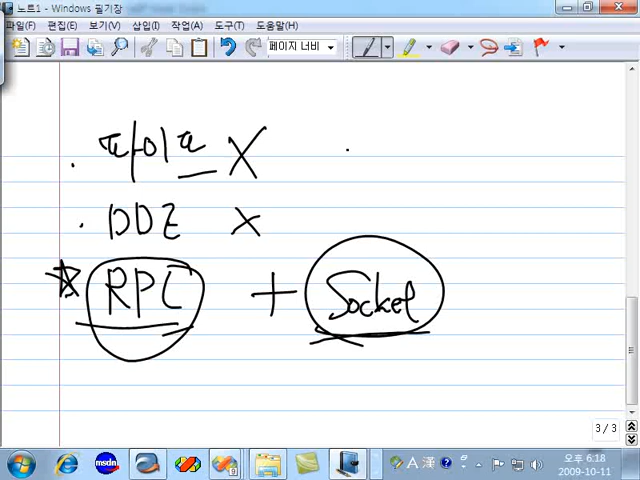 노트1 - Windows 필기장
파일(F) 편집(E) 보기(V) 삽입(I) 작업(A) 도구(T) 도움말(H)
페이지 너비
파이프 X
DDE X
RPC + Socket
3 / 3
msdn A 漢 오후 6:18
2009-10-11